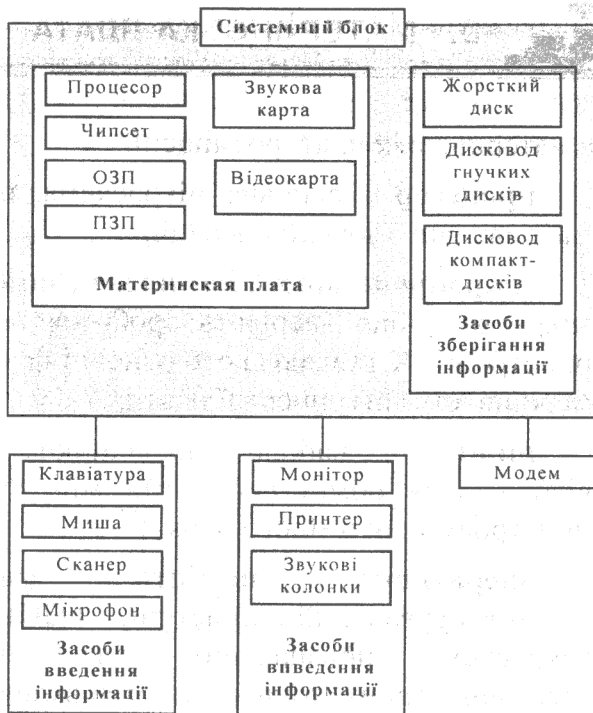 Системний блок
Процесор
Чипсет
ОЗП
ПЗП
Звукова
карта
Відеокарта
Материнская плата
Жорсткий
диск
Дисковод
гнучких
дисків
Дисковод
компакт-
дисків
Засоби
зберігання
інформації
Клавіатура
Миша
Сканер
Мікрофон
Засоби
введення
інформації
Монітор
Принтер
Звукові
колонки
Засоби
виведення
інформації
Модем